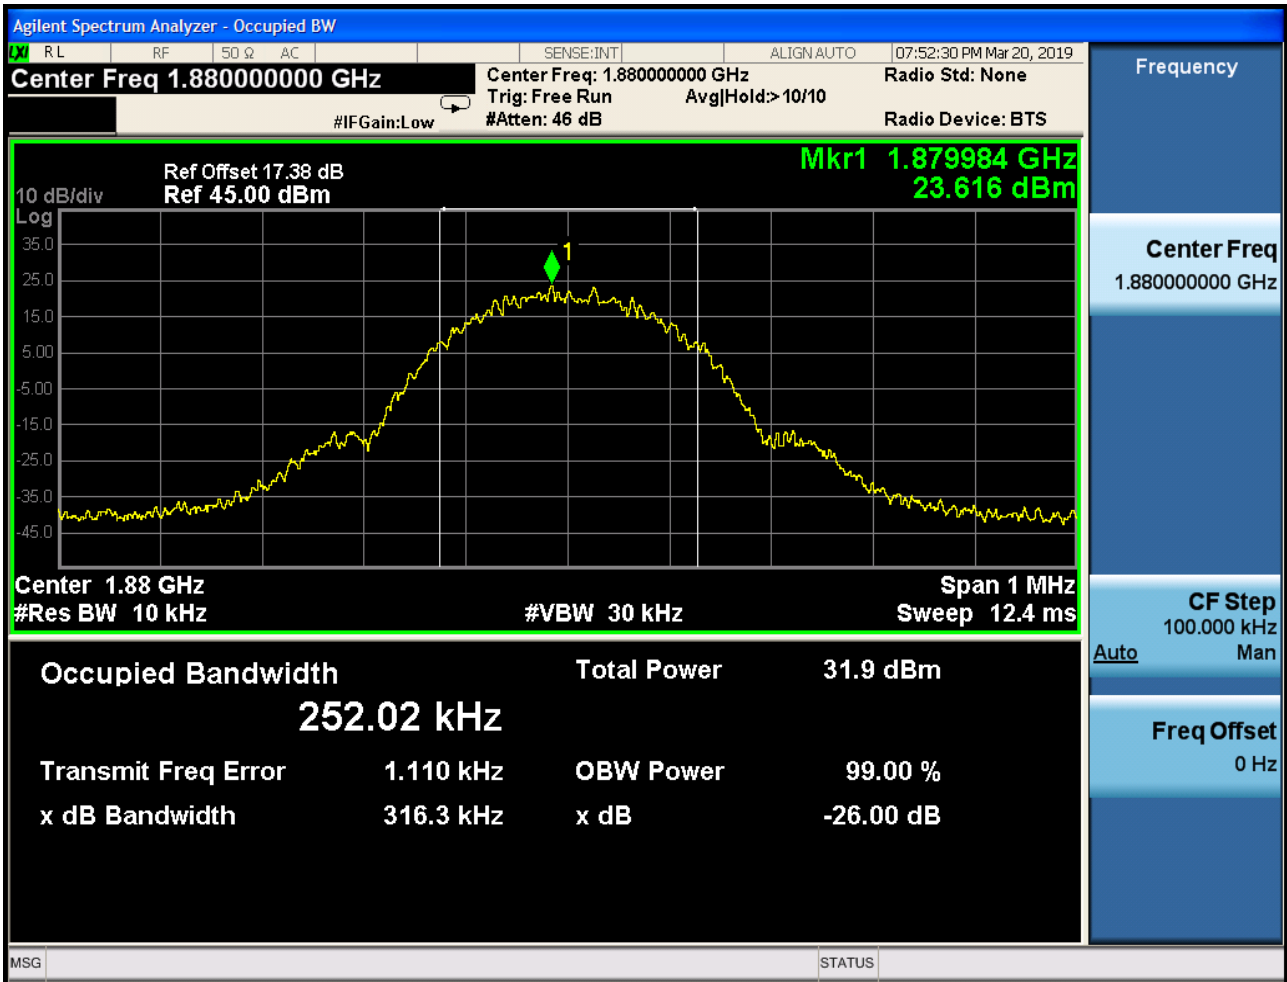 Agilent Spectrum Analyzer - Occupied BW
LXI RL RF 50 Ω AC SENSE:INT ALIGN AUTO 07:52:30 PM Mar 20, 2019
Center Freq 1.880000000 GHz
Center Freq: 1.880000000 GHz Radio Std: None
Trig: Free Run Avg|Hold:>10/10
#IFGain:Low #Atten: 46 dB Radio Device: BTS
Frequency
Mkr1 1.879984 GHz
23.616 dBm
Ref Offset 17.38 dB
10 dB/div Ref 45.00 dBm
Log
35.0
25.0
15.0
5.00
-5.00
-15.0
-25.0
-35.0
-45.0
1
Center 1.88 GHz Span 1 MHz
#Res BW 10 kHz #VBW 30 kHz Sweep 12.4 ms
Occupied Bandwidth Total Power 31.9 dBm
252.02 kHz
Transmit Freq Error 1.110 kHz OBW Power 99.00 %
x dB Bandwidth 316.3 kHz x dB -26.00 dB
Center Freq
1.880000000 GHz
CF Step
100.000 kHz
Auto Man
Freq Offset
0 Hz
MSG STATUS